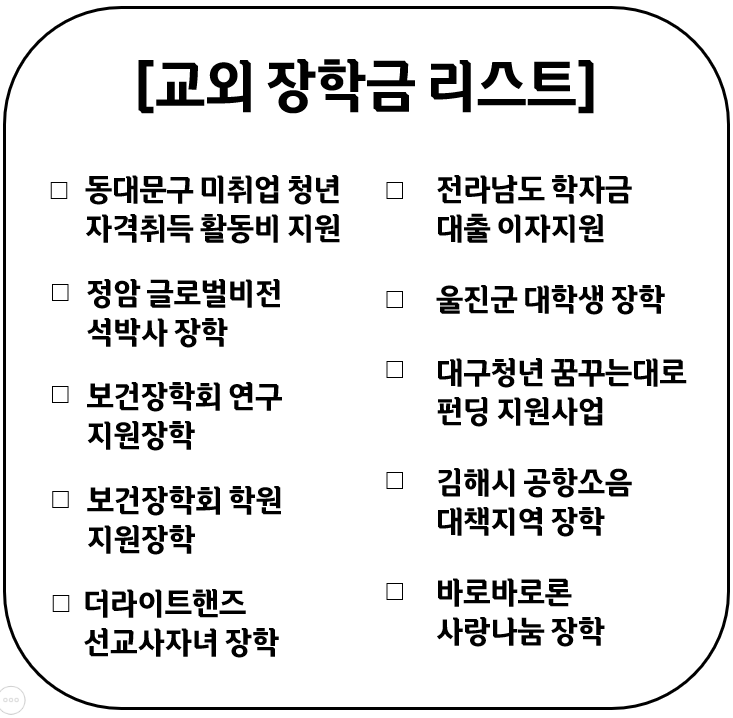 [교외 장학금 리스트]
□ 동대문구 미취업 청년
자격취득 활동비 지원
□ 정암 글로벌비전
석박사 장학
□ 보건장학회 연구
지원장학
□ 보건장학회 학원
지원장학
□ 더라이트핸즈
선교사자녀 장학
□ 전라남도 학자금
대출 이자지원
□ 울진군 대학생 장학
□ 대구청년 꿈꾸는대로
펀딩 지원사업
□ 김해시 공항소음
대책지역 장학
□ 바로바로론
사랑나눔 장학